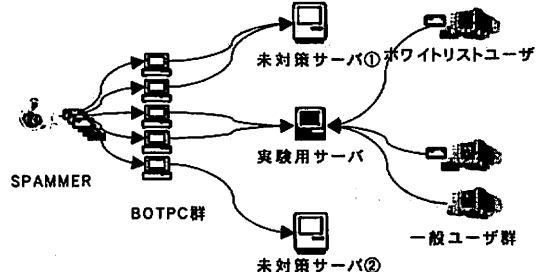 未対策サーバ①
ホワイトリストユーザ
実験用サーバ
SPAMMER
BOTPC群
一般ユーザ群
未対策サーバ②